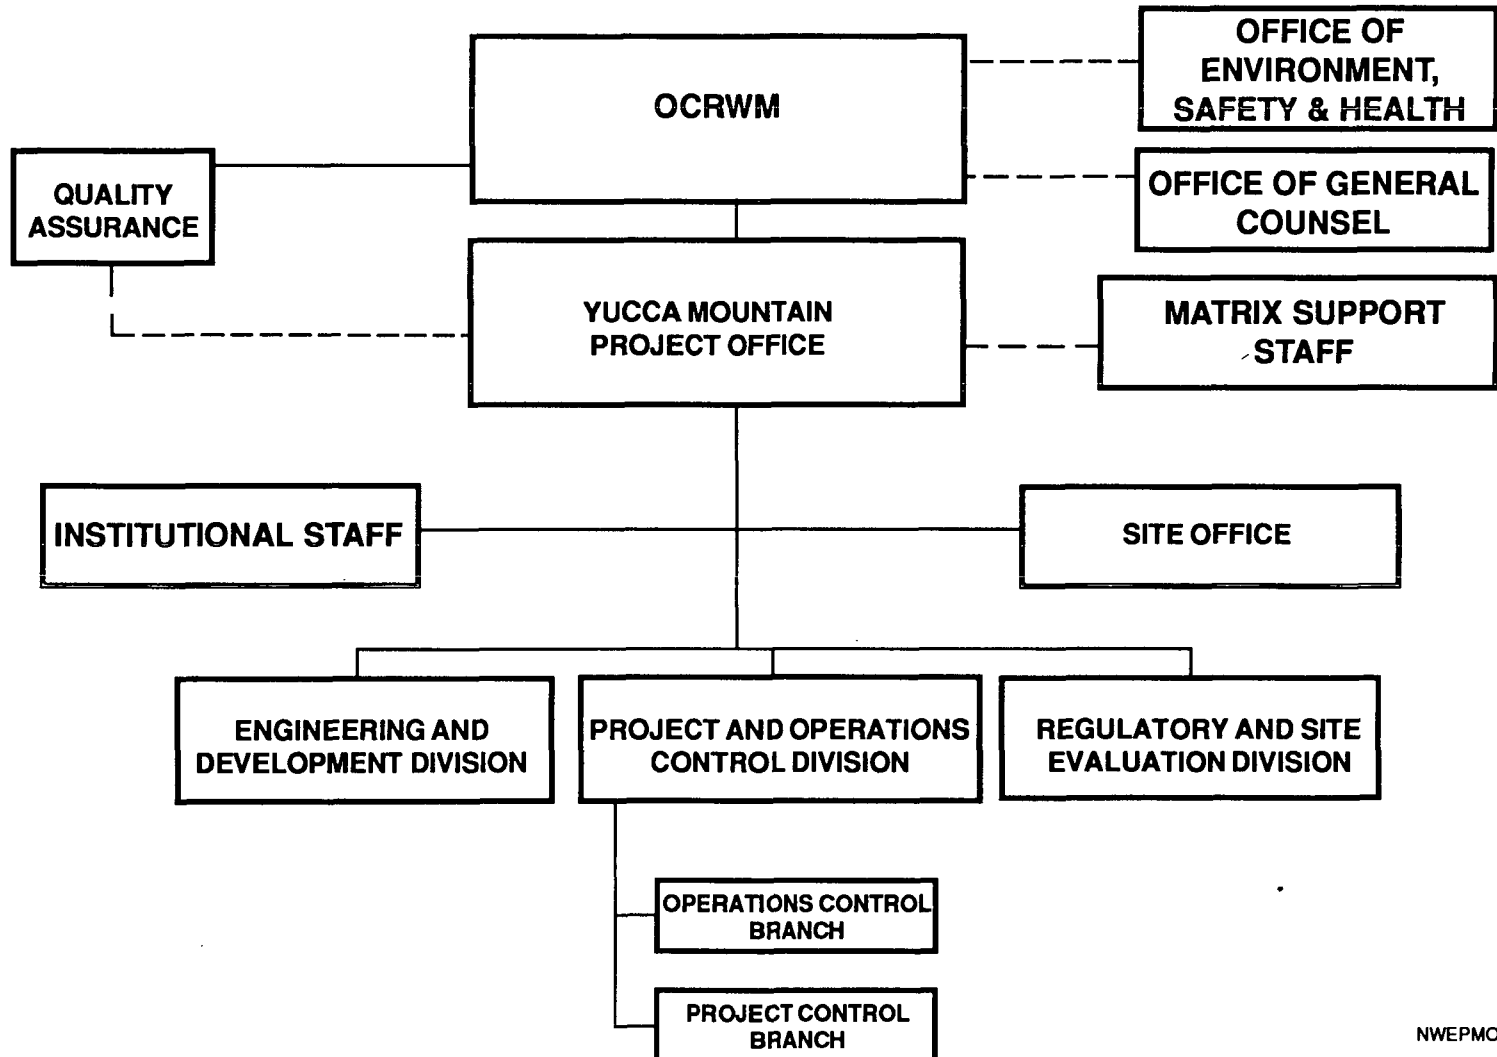 OCRWM
OFFICE OF
ENVIRONMENT,
SAFETY & HEALTH
QUALITY
ASSURANCE
OFFICE OF GENERAL
COUNSEL
YUCCA MOUNTAIN
PROJECT OFFICE
MATRIX SUPPORT
STAFF
INSTITUTIONAL STAFF
SITE OFFICE
ENGINEERING AND
DEVELOPMENT DIVISION
PROJECT AND OPERATIONS
CONTROL DIVISION
REGULATORY AND SITE
EVALUATION DIVISION
OPERATIONS CONTROL
BRANCH
PROJECT CONTROL
BRANCH